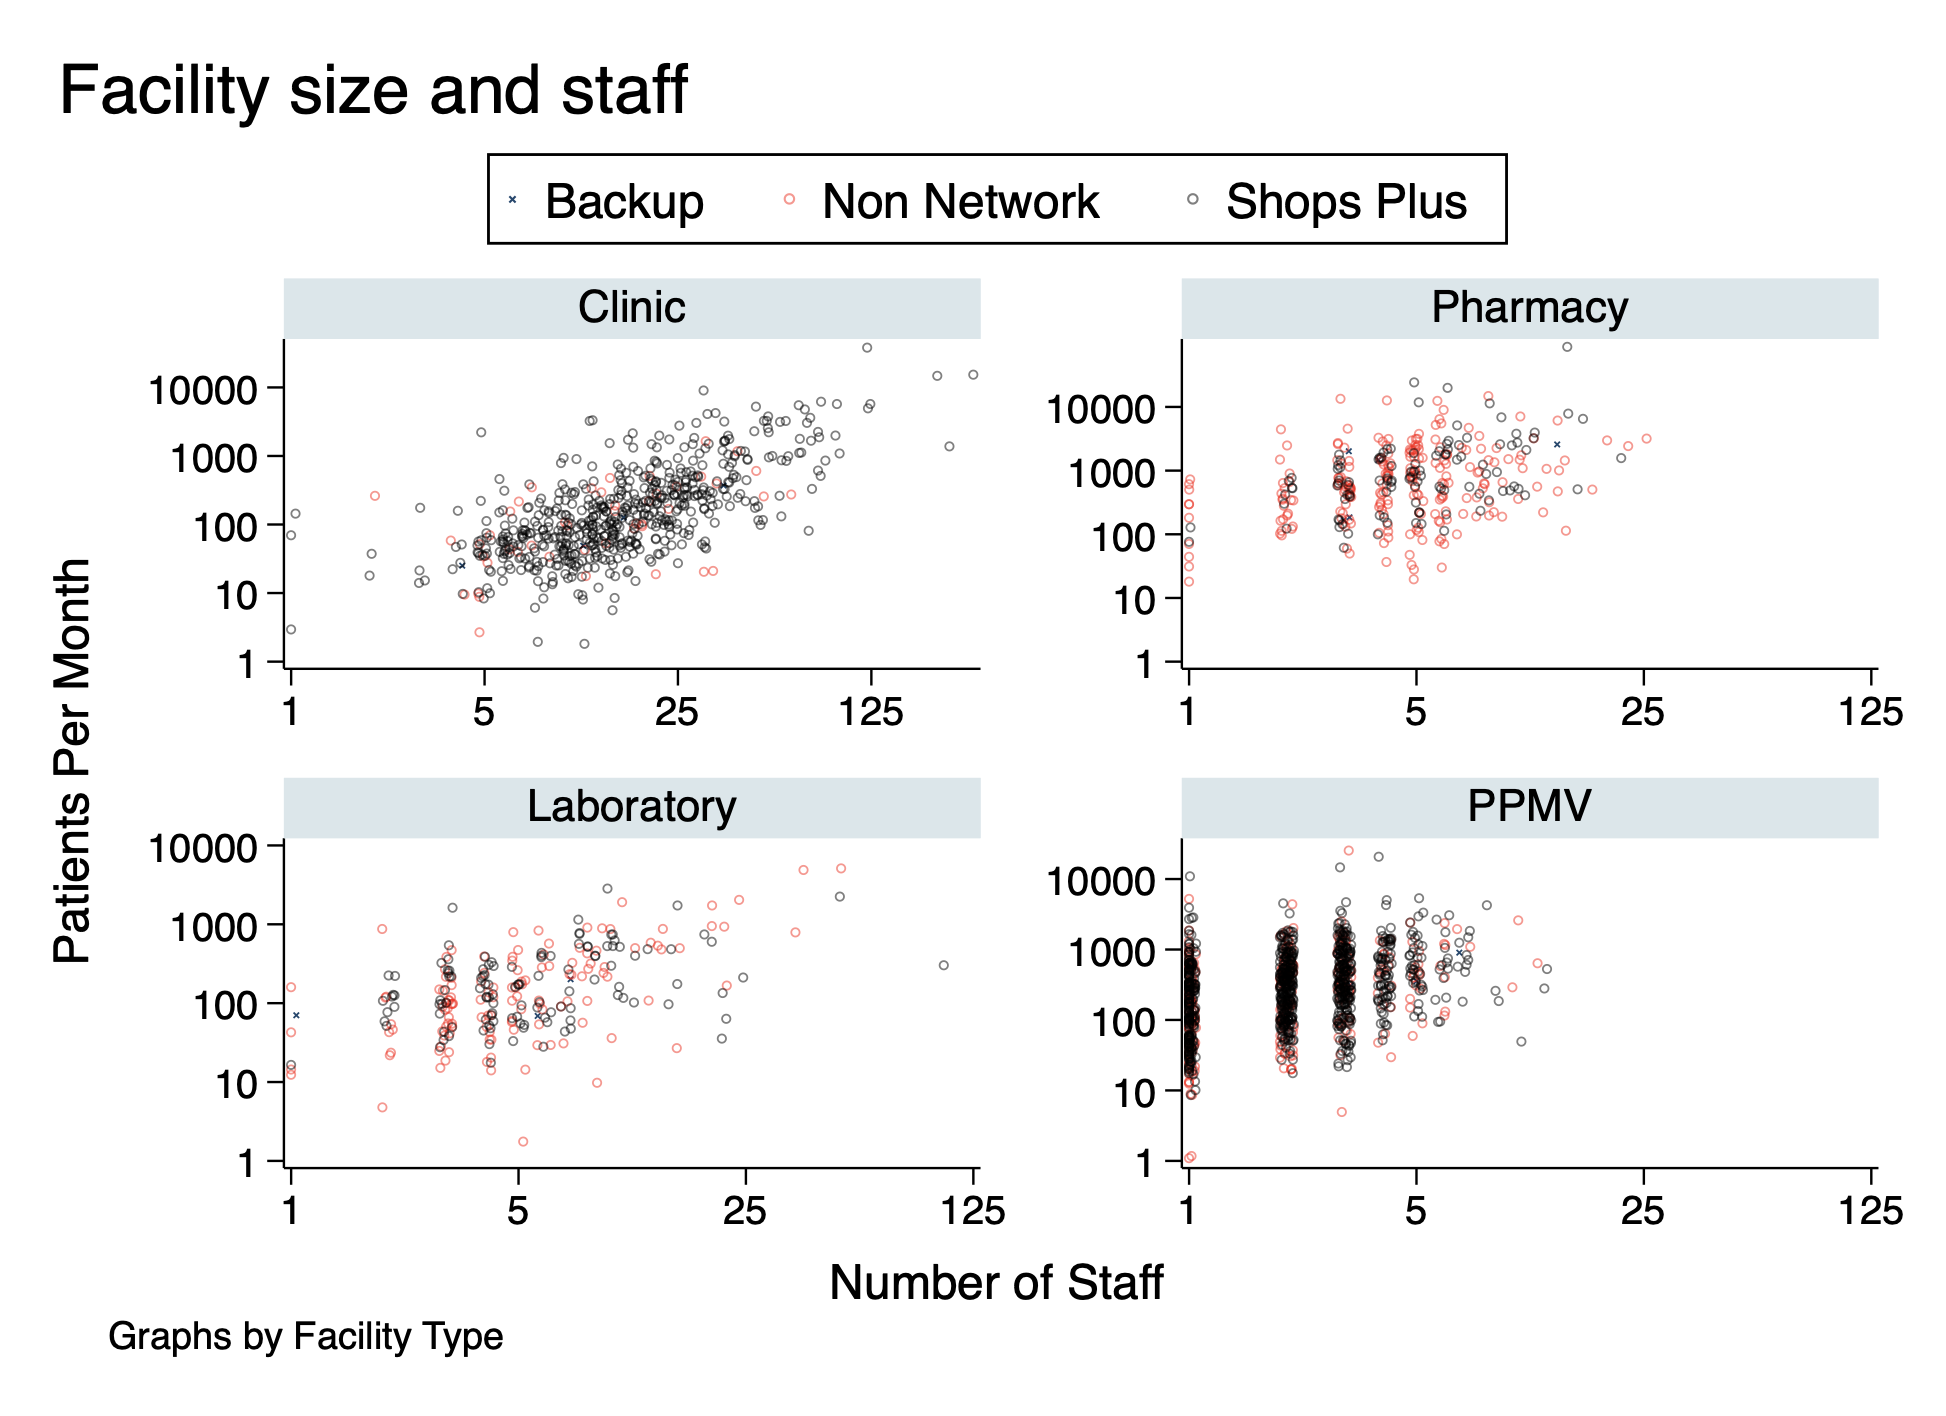 Facility size and staff
Backup Non Network Shops Plus
Clinic
Pharmacy
10000
1000
100
10
1
1 5 25 125
10000
1000
100
10
1
1 5 25 125
Laboratory
PPMV
10000
1000
100
10
1
1 5 25 125
10000
1000
100
10
1
1 5 25 125
Patients Per Month
Number of Staff
Graphs by Facility Type